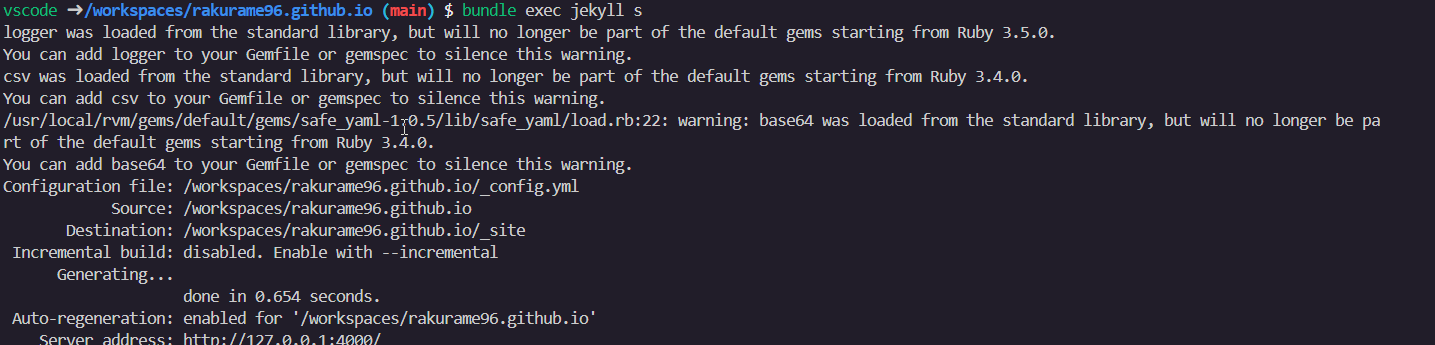 vscode ➜/workspaces/rakurame96.github.io (main) $ bundle exec jekyll s
logger was loaded from the standard library, but will no longer be part of the default gems starting from Ruby 3.5.0.
You can add logger to your Gemfile or gemspec to silence this warning.
csv was loaded from the standard library, but will no longer be part of the default gems starting from Ruby 3.4.0.
You can add csv to your Gemfile or gemspec to silence this warning.
/usr/local/rvm/gems/default/gems/safe_yaml-1.0.5/lib/safe_yaml/load.rb:22: warning: base64 was loaded from the standard library, but will no longer be pa
rt of the default gems starting from Ruby 3.4.0.
You can add base64 to your Gemfile or gemspec to silence this warning.
Configuration file: /workspaces/rakurame96.github.io/_config.yml
Source: /workspaces/rakurame96.github.io
Destination: /workspaces/rakurame96.github.io/_site
Incremental build: disabled. Enable with --incremental
Generating...
done in 0.654 seconds.
Auto-regeneration: enabled for '/workspaces/rakurame96.github.io'
Server address: http://127.0.0.1:4000/